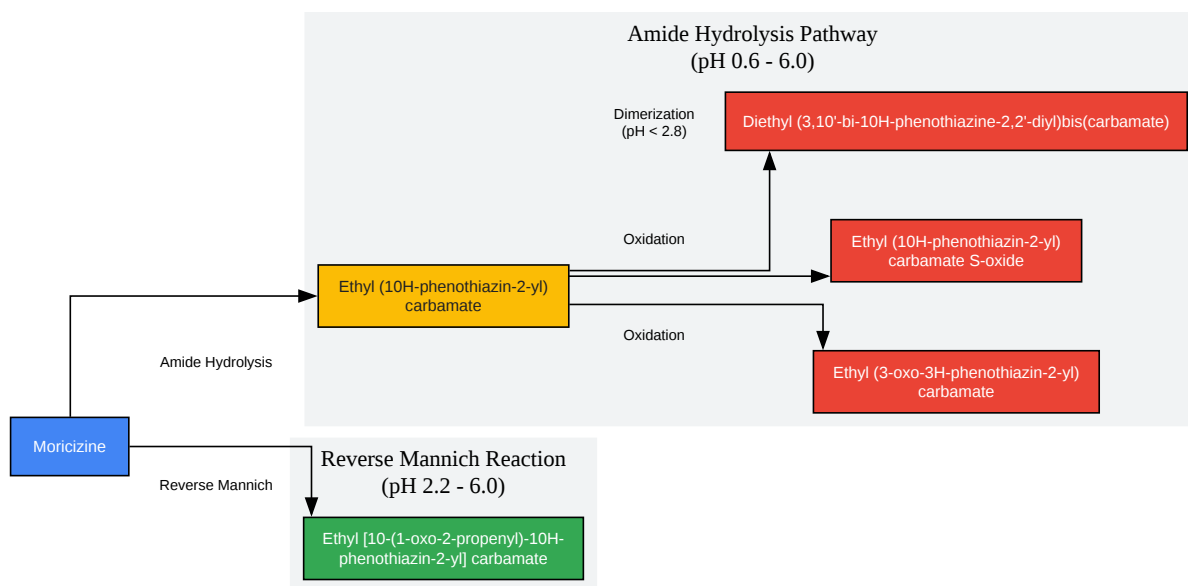 Amide Hydrolysis Pathway
(pH 0.6 - 6.0)
Dimerization
(pH < 2.8)
Diethyl (3,10'-bi-10H-phenothiazine-2,2'-diyl)bis(carbamate)
Oxidation
Ethyl (10H-phenothiazin-2-yl)
carbamate S-oxide
Ethyl (10H-phenothiazin-2-yl)
carbamate
Oxidation
Amide Hydrolysis
Ethyl (3-oxo-3H-phenothiazin-2-yl)
carbamate
Moricizine
Reverse Mannich Reaction
(pH 2.2 - 6.0)
Reverse Mannich
Ethyl [10-(1-oxo-2-propenyl)-10H-
phenothiazin-2-yl] carbamate